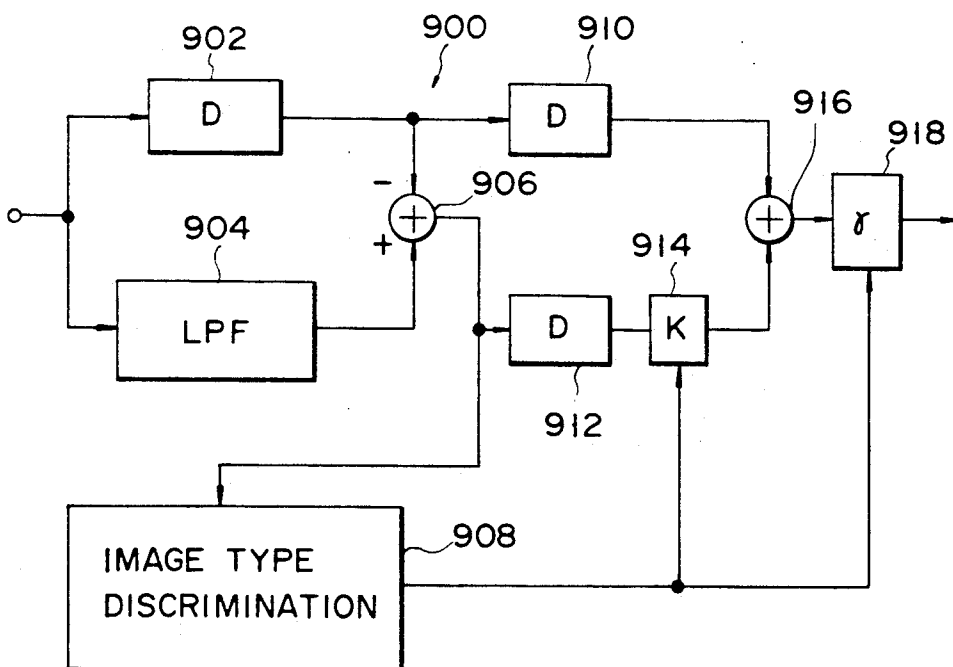 902
900
910
D
D
916
918
-
906
+
+
904
+
γ
914
LPF
D
K
912
908
IMAGE TYPE
DISCRIMINATION